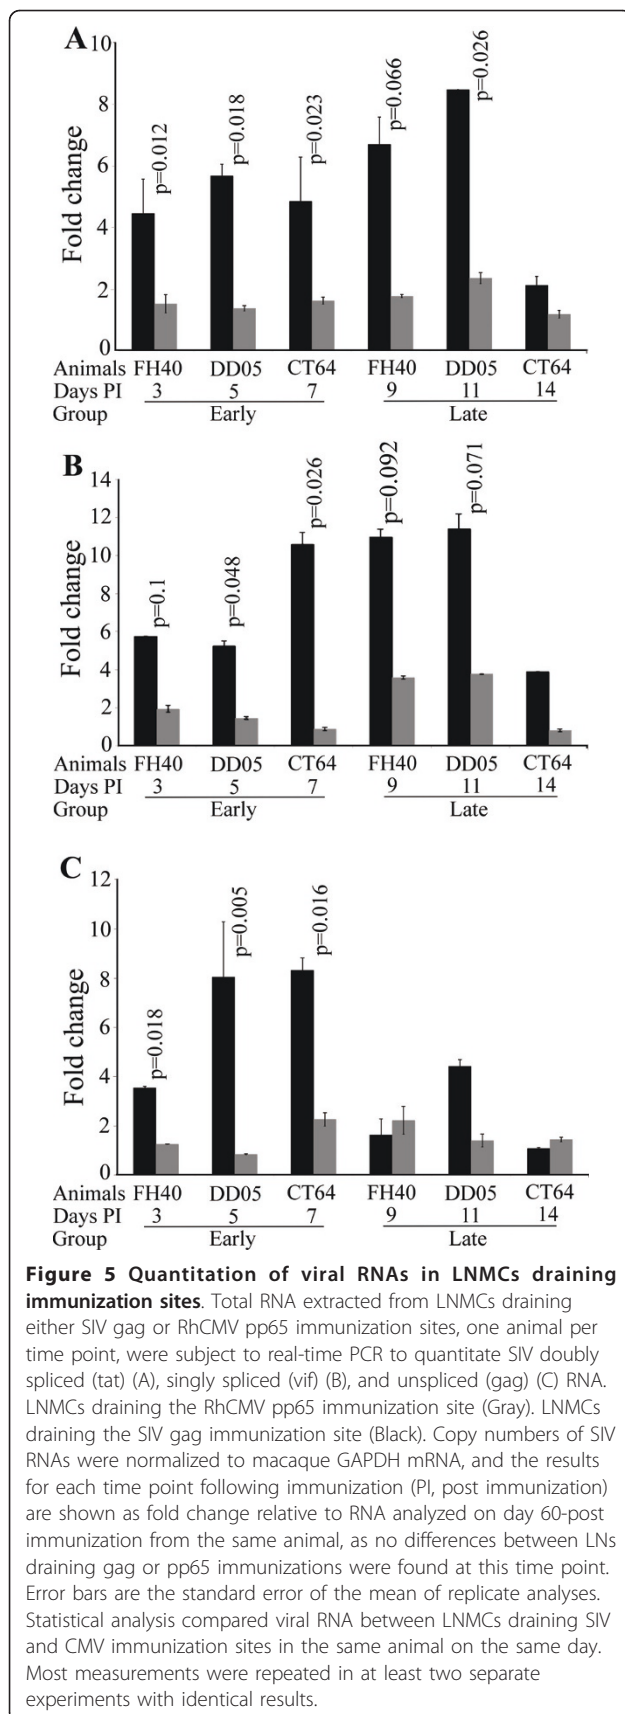 A
10
8
6
4
2
0
Fold change
p=0.012
p=0.018
p=0.023
p=0.066
p=0.026
Animals FH40 DD05 CT64 FH40 DD05 CT64
Days PI 3 5 7 9 11 14
Group Early Late
B
14
12
10
8
6
4
2
0
Fold change
p=0.1
p=0.048
p=0.026
p=0.092
p=0.071
Animals FH40 DD05 CT64 FH40 DD05 CT64
Days PI 3 5 7 9 11 14
Group Early Late
C
12
10
8
6
4
2
0
Fold change
p=0.018
p=0.005
p=0.016
Animals FH40 DD05 CT64 FH40 DD05 CT64
Days PI 3 5 7 9 11 14
Group Early Late
Figure 5 Quantitation of viral RNAs in LNMCs draining
immunization sites. Total RNA extracted from LNMCs draining
either SIV gag or RhCMV pp65 immunization sites, one animal per
time point, were subject to real-time PCR to quantitate SIV doubly
spliced (tat) (A), singly spliced (vif) (B), and unspliced (gag) (C) RNA.
LNMCs draining the RhCMV pp65 immunization site (Gray). LNMCs
draining the SIV gag immunization site (Black). Copy numbers of SIV
RNAs were normalized to macaque GAPDH mRNA, and the results
for each time point following immunization (PI, post immunization)
are shown as fold change relative to RNA analyzed on day 60-post
immunization from the same animal, as no differences between LNs
draining gag or pp65 immunizations were found at this time point.
Error bars are the standard error of the mean of replicate analyses.
Statistical analysis compared viral RNA between LNMCs draining SIV
and CMV immunization sites in the same animal on the same day.
Most measurements were repeated in at least two separate
experiments with identical results.